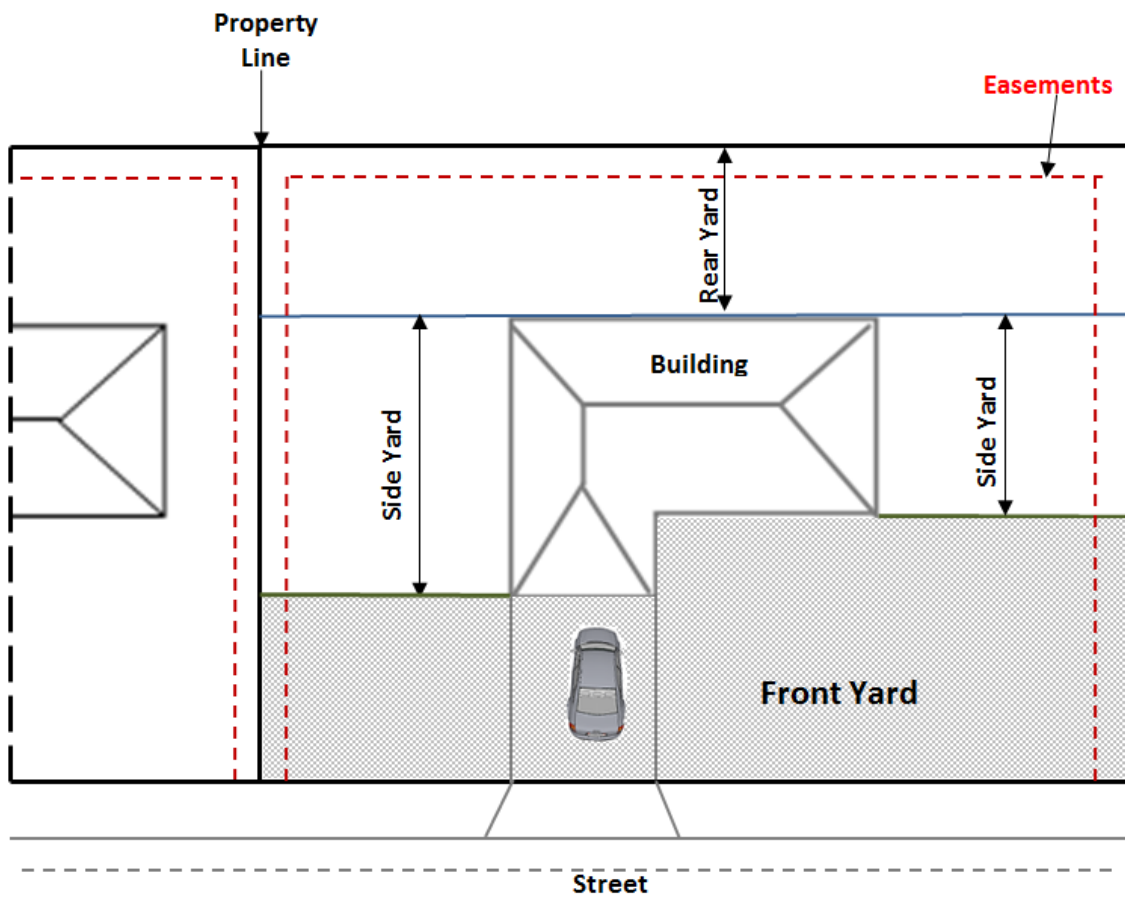 Property
Line
Easements
Rear Yard
Building
Side Yard
Side Yard
Front Yard
Street